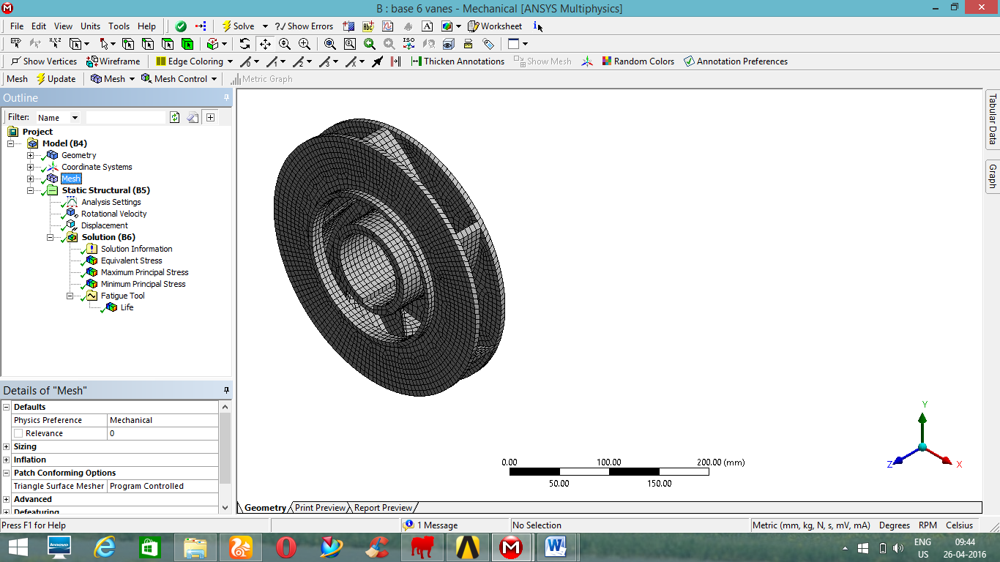 B : base 6 vanes - Mechanical [ANSYS Multiphysics]
File Edit View Units Tools Help Solve ?/ Show Errors Worksheet
Show Vertices Wireframe Edge Coloring Thicken Annotations Show Mesh Random Colors Annotation Preferences
Mesh Update Mesh Mesh Control Metric Graph
Outline
Filter: Name
Project
Model (B4)
Geometry
Coordinate Systems
Mesh
Static Structural (B5)
Analysis Settings
Rotational Velocity
Displacement
Solution (B6)
Solution Information
Equivalent Stress
Maximum Principal Stress
Minimum Principal Stress
Fatigue Tool
Life
Details of "Mesh"
Defaults
Physics Preference Mechanical
Relevance 0
Sizing
Inflation
Patch Conforming Options
Triangle Surface Mesher Program Controlled
Advanced
Defeaturing
0.00 100.00 200.00 (mm)
50.00 150.00
Y
Z X
Tabular Data
Graph
Geometry Print Preview Report Preview
Press F1 for Help 1 Message No Selection Metric (mm, kg, N, s, mV, mA) Degrees RPM Celsius
lenovo
ENG 09:44
US 26-04-2016